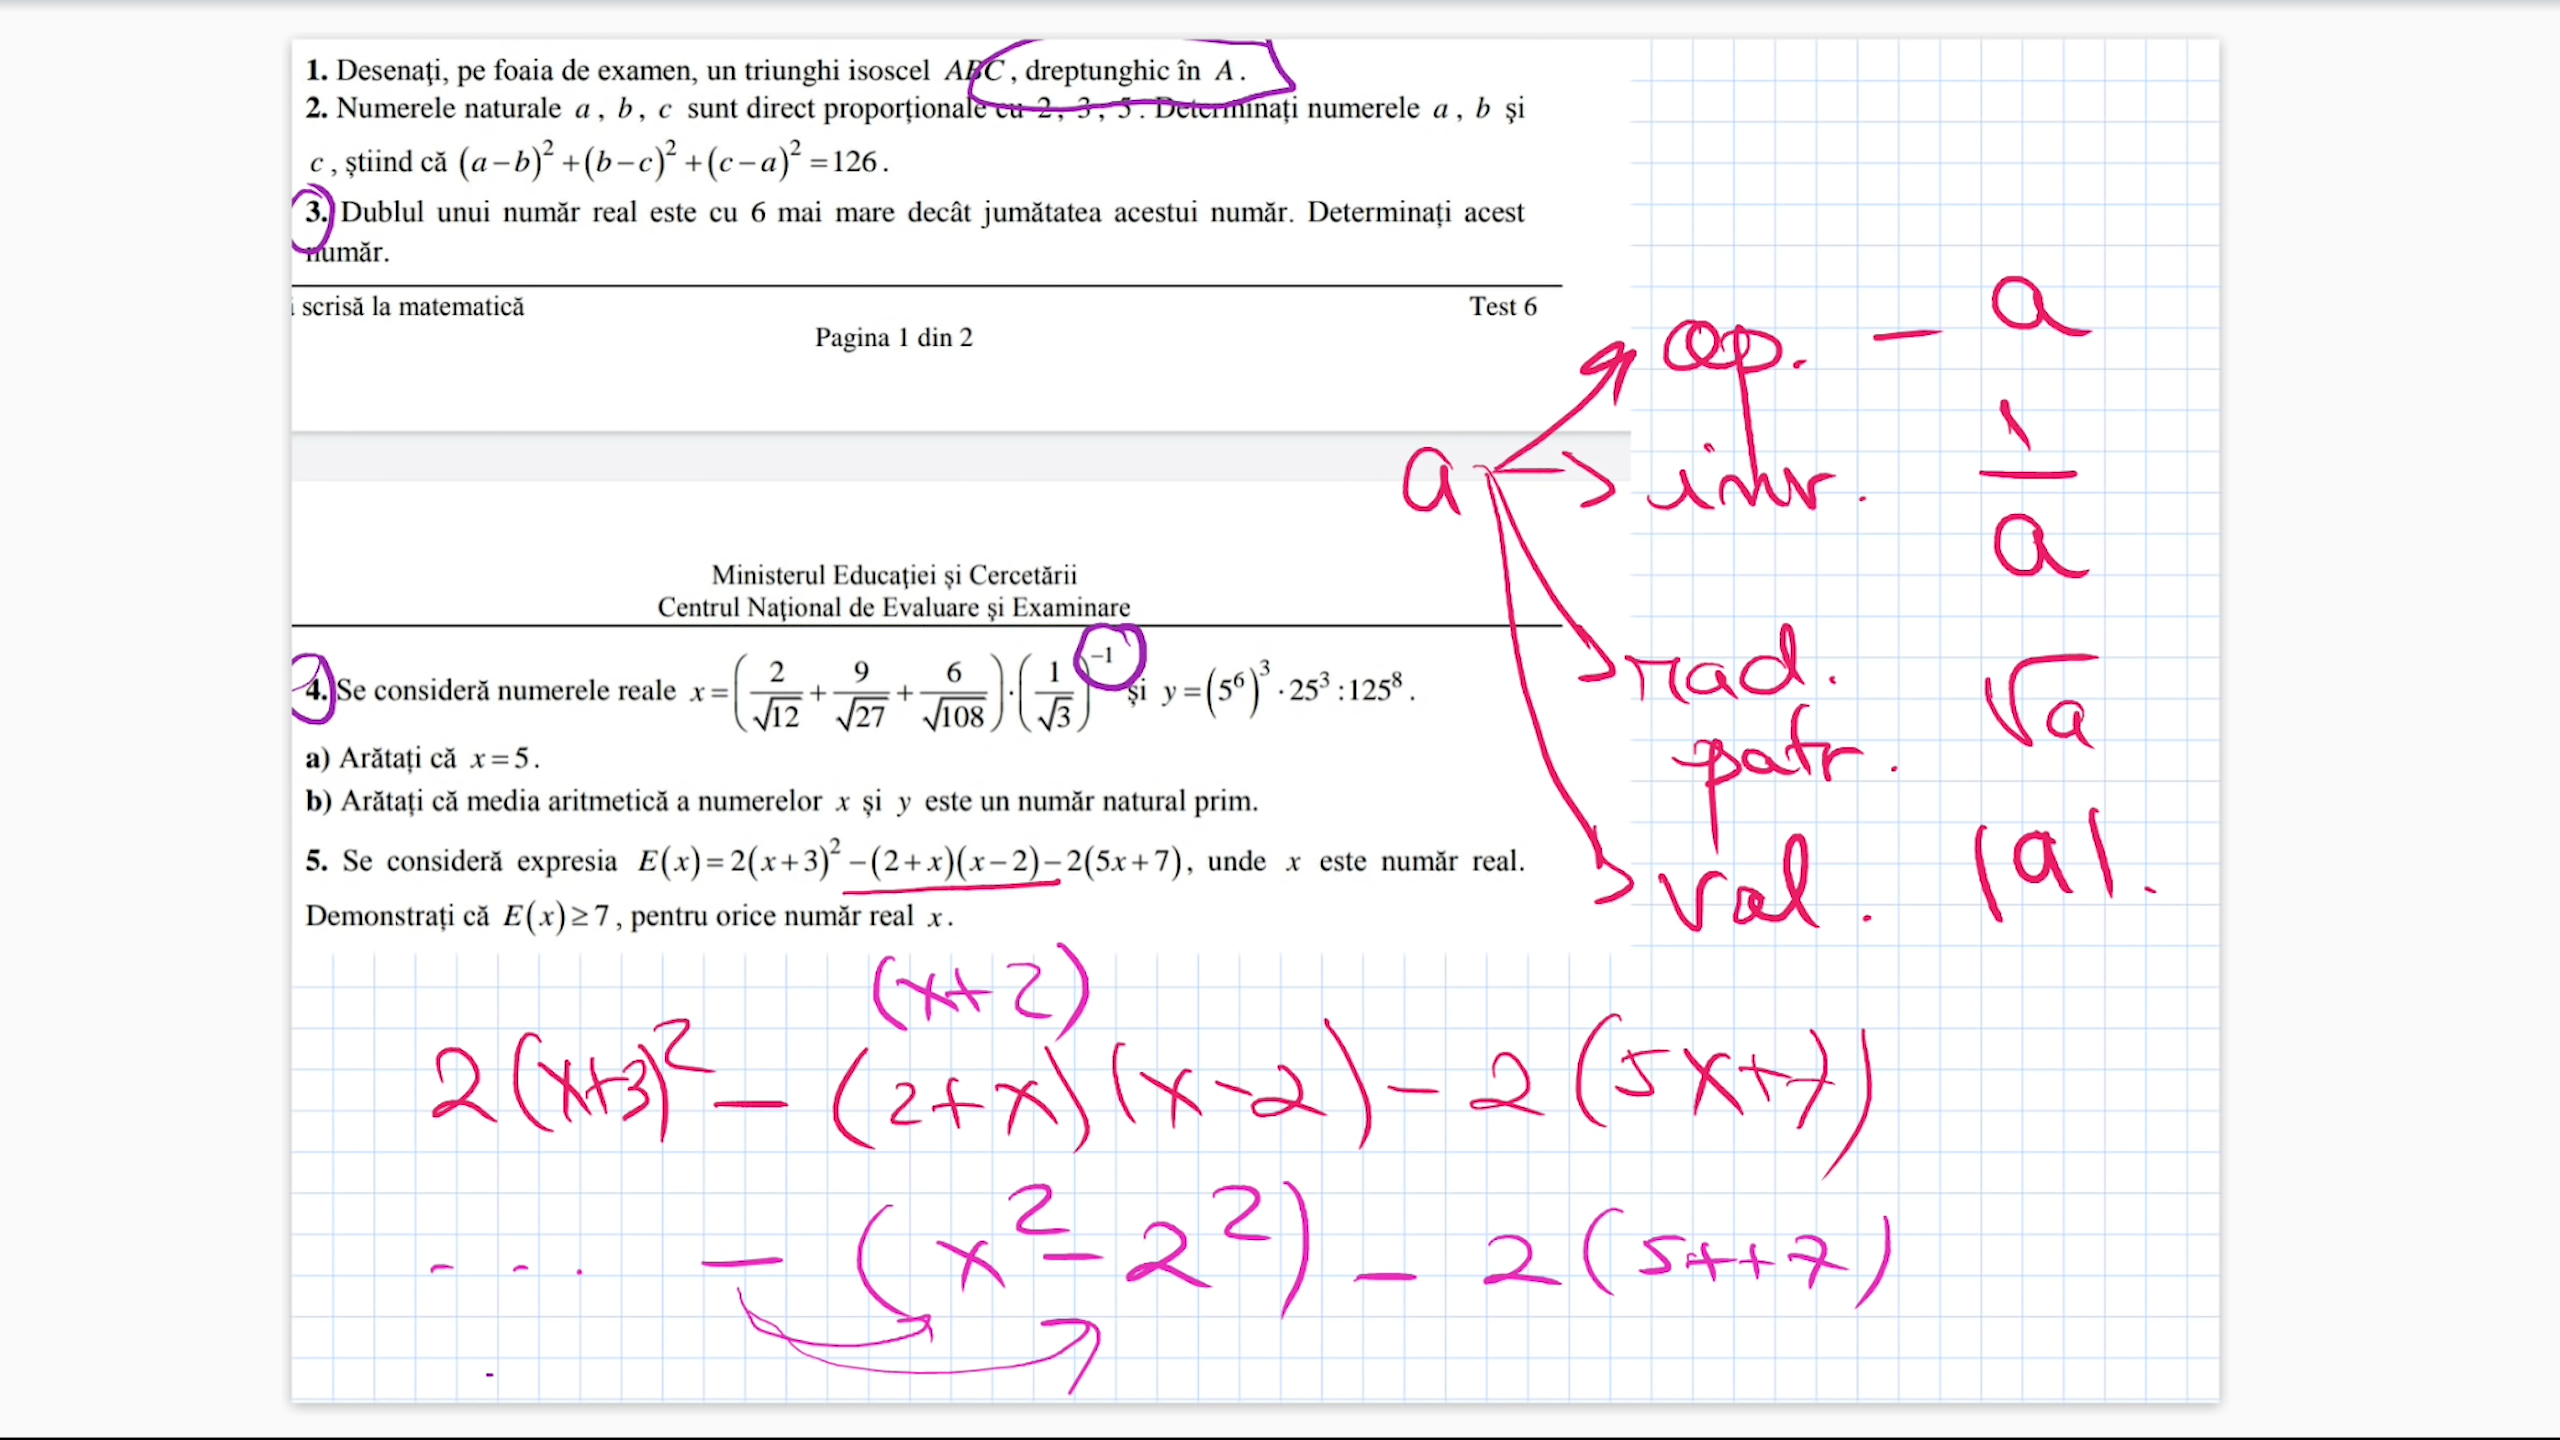 1. Desenați, pe foaia de examen, un triunghi isoscel ABC, dreptunghic în A.
2. Numerele naturale a, b, c sunt direct proporționale cu 2, 3, 5. Determinați numerele a, b și
c, știind că (a−b)² + (b−c)² + (c−a)² = 126.
3. Dublul unui număr real este cu 6 mai mare decât jumătatea acestui număr. Determinați acest
număr.
scrisă la matematică
Test 6
Pagina 1 din 2
a
op. − a
inv. 1/a
rad. patr. √a
val. |a|.
Ministerul Educației și Cercetării
Centrul Național de Evaluare și Examinare
4. Se consideră numerele reale x = (2/√12 + 9/√27 + 6/√108) · (1/√3)⁻¹ și y = (5⁶)³ · 25³ : 125⁸.
a) Arătați că x = 5.
b) Arătați că media aritmetică a numerelor x și y este un număr natural prim.
5. Se consideră expresia E(x) = 2(x+3)² − (2+x)(x−2) − 2(5x+7), unde x este număr real.
Demonstrați că E(x) ≥ 7, pentru orice număr real x.
(x+2)
2(x+3)² − (2+x)(x−2) − 2(5x+7)
... − (x² − 2²) − 2(5x+7)